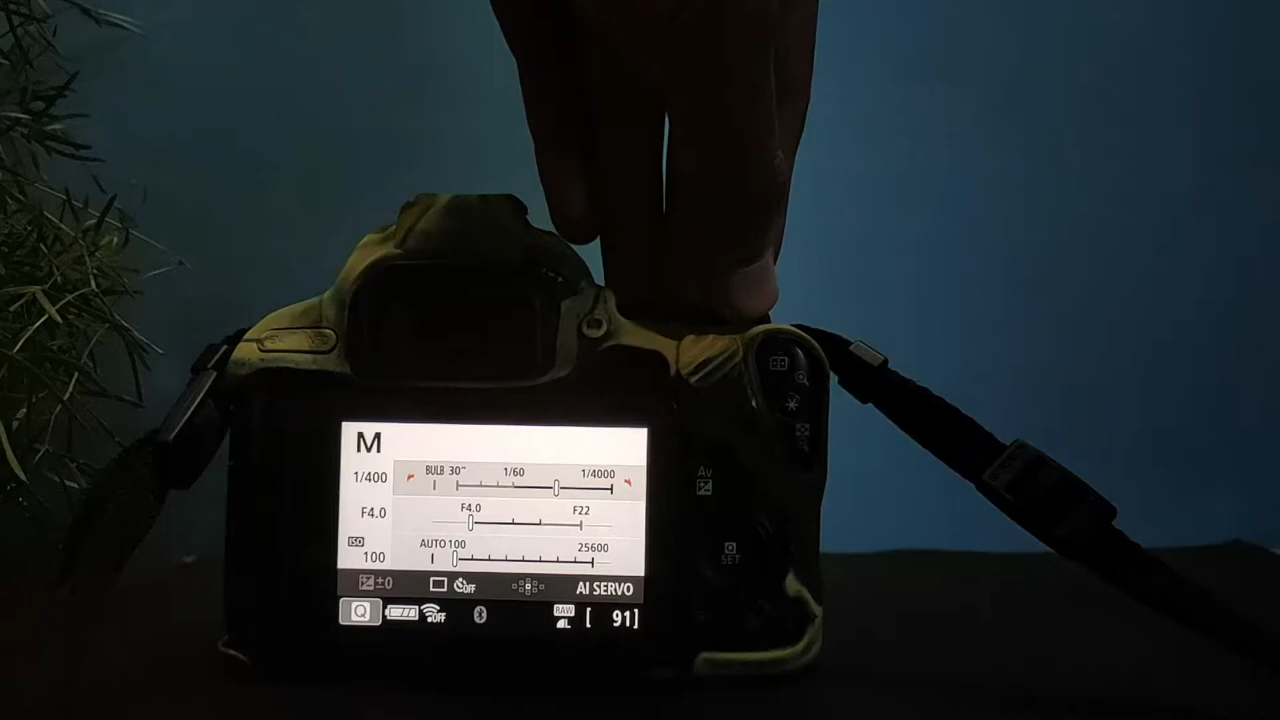 M
1/400
BULB 30" 1/60 1/4000
F4.0
F4.0 F22
ISO
100
AUTO 100 25600
±0
OFF
AI SERVO
Q
OFF
RAW
L
[ 91]
Av
Q
SET